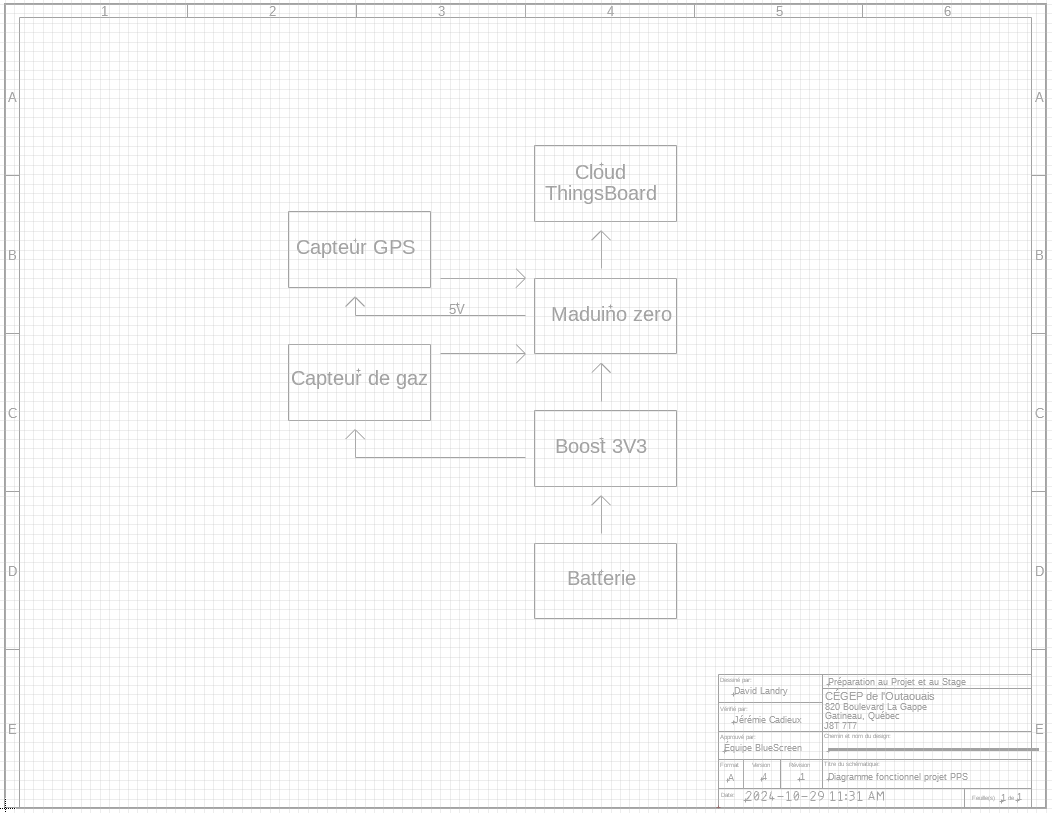 1 2 3 4 5 6
A A
Cloud
ThingsBoard
Capteur GPS
B B
5V
Maduino zero
Capteur de gaz
C C
Boost 3V3
D D
Batterie
E E
Dessiné par:
David Landry
Vérifié par:
Jérémie Cadieux
Approuvé par:
Équipe BlueScreen
Format Version Révision
A 4 1
Date: 2024-10-29 11:31 AM
Préparation au Projet et au Stage
CÉGEP de l'Outaouais
820 Boulevard La Gappe
Gatineau, Québec
J8T 7T7
Chemin et nom du design:
Titre du schématique:
Diagramme fonctionnel projet PPS
Feuille(s) 1 de 1